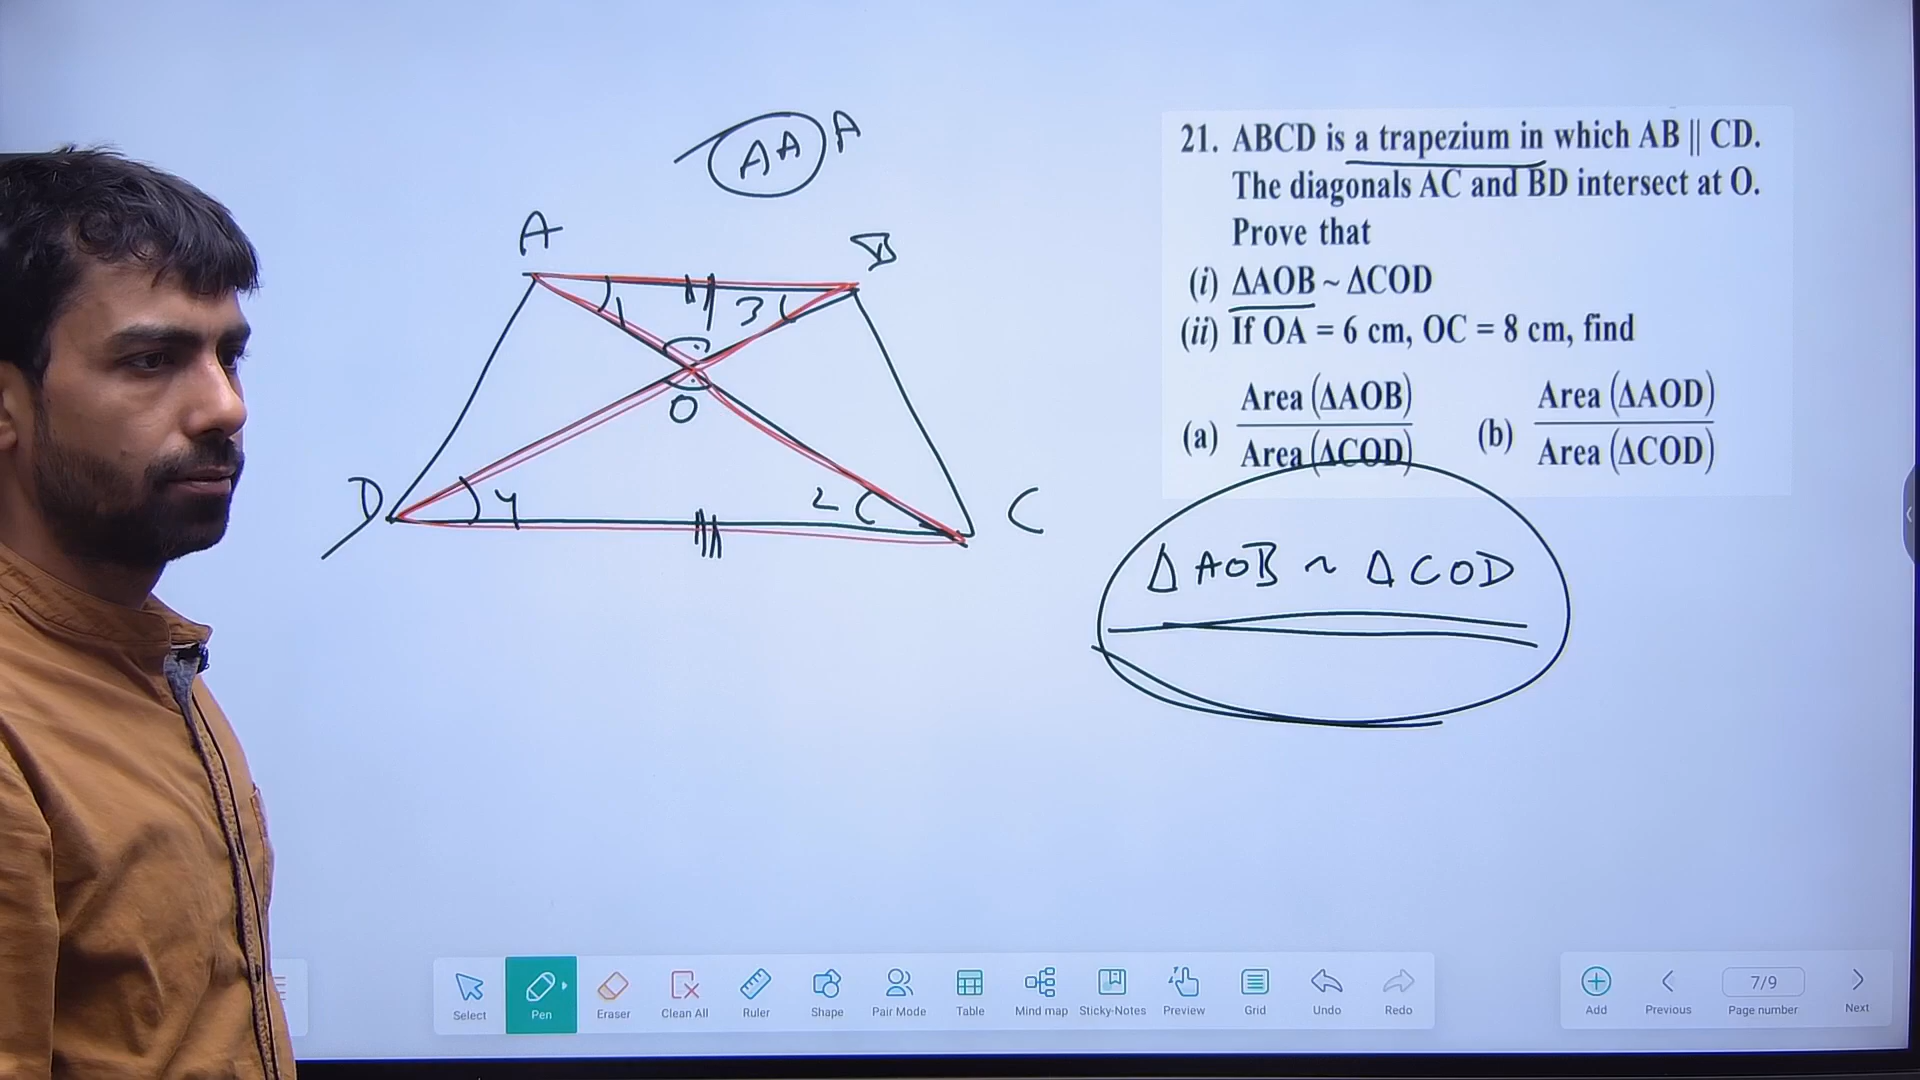 AA A
A
B
1
3
O
D
4
2
C
21. ABCD is a trapezium in which AB || CD.
The diagonals AC and BD intersect at O.
Prove that
(i) ΔAOB ~ ΔCOD
(ii) If OA = 6 cm, OC = 8 cm, find
(a) Area (ΔAOB) / Area (ΔCOD) (b) Area (ΔAOD) / Area (ΔCOD)
Δ AOB ~ Δ COD
Select
Pen
Eraser
Clean All
Ruler
Shape
Pair Mode
Table
Mind map
Sticky-Notes
Preview
Grid
Undo
Redo
Add
Previous
7/9
Page number
Next